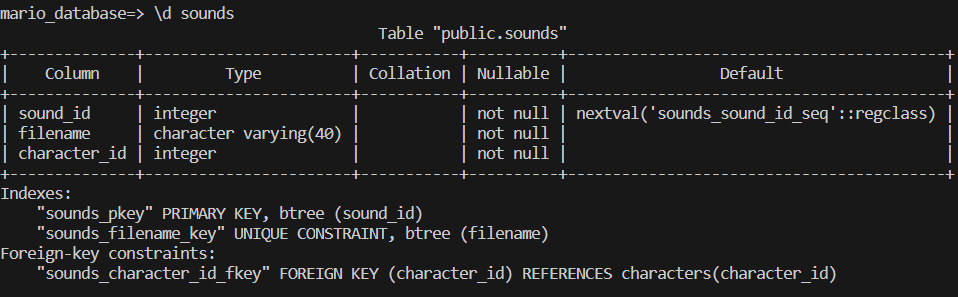 mario_database=> \d sounds
                                        Table "public.sounds"
+--------------+-----------------------+-----------+----------+-------------------------------------------+
|    Column    |         Type          | Collation | Nullable |                  Default                  |
+--------------+-----------------------+-----------+----------+-------------------------------------------+
| sound_id     | integer               |           | not null | nextval('sounds_sound_id_seq'::regclass) |
| filename     | character varying(40) |           | not null |                                           |
| character_id | integer               |           | not null |                                           |
+--------------+-----------------------+-----------+----------+-------------------------------------------+
Indexes:
    "sounds_pkey" PRIMARY KEY, btree (sound_id)
    "sounds_filename_key" UNIQUE CONSTRAINT, btree (filename)
Foreign-key constraints:
    "sounds_character_id_fkey" FOREIGN KEY (character_id) REFERENCES characters(character_id)